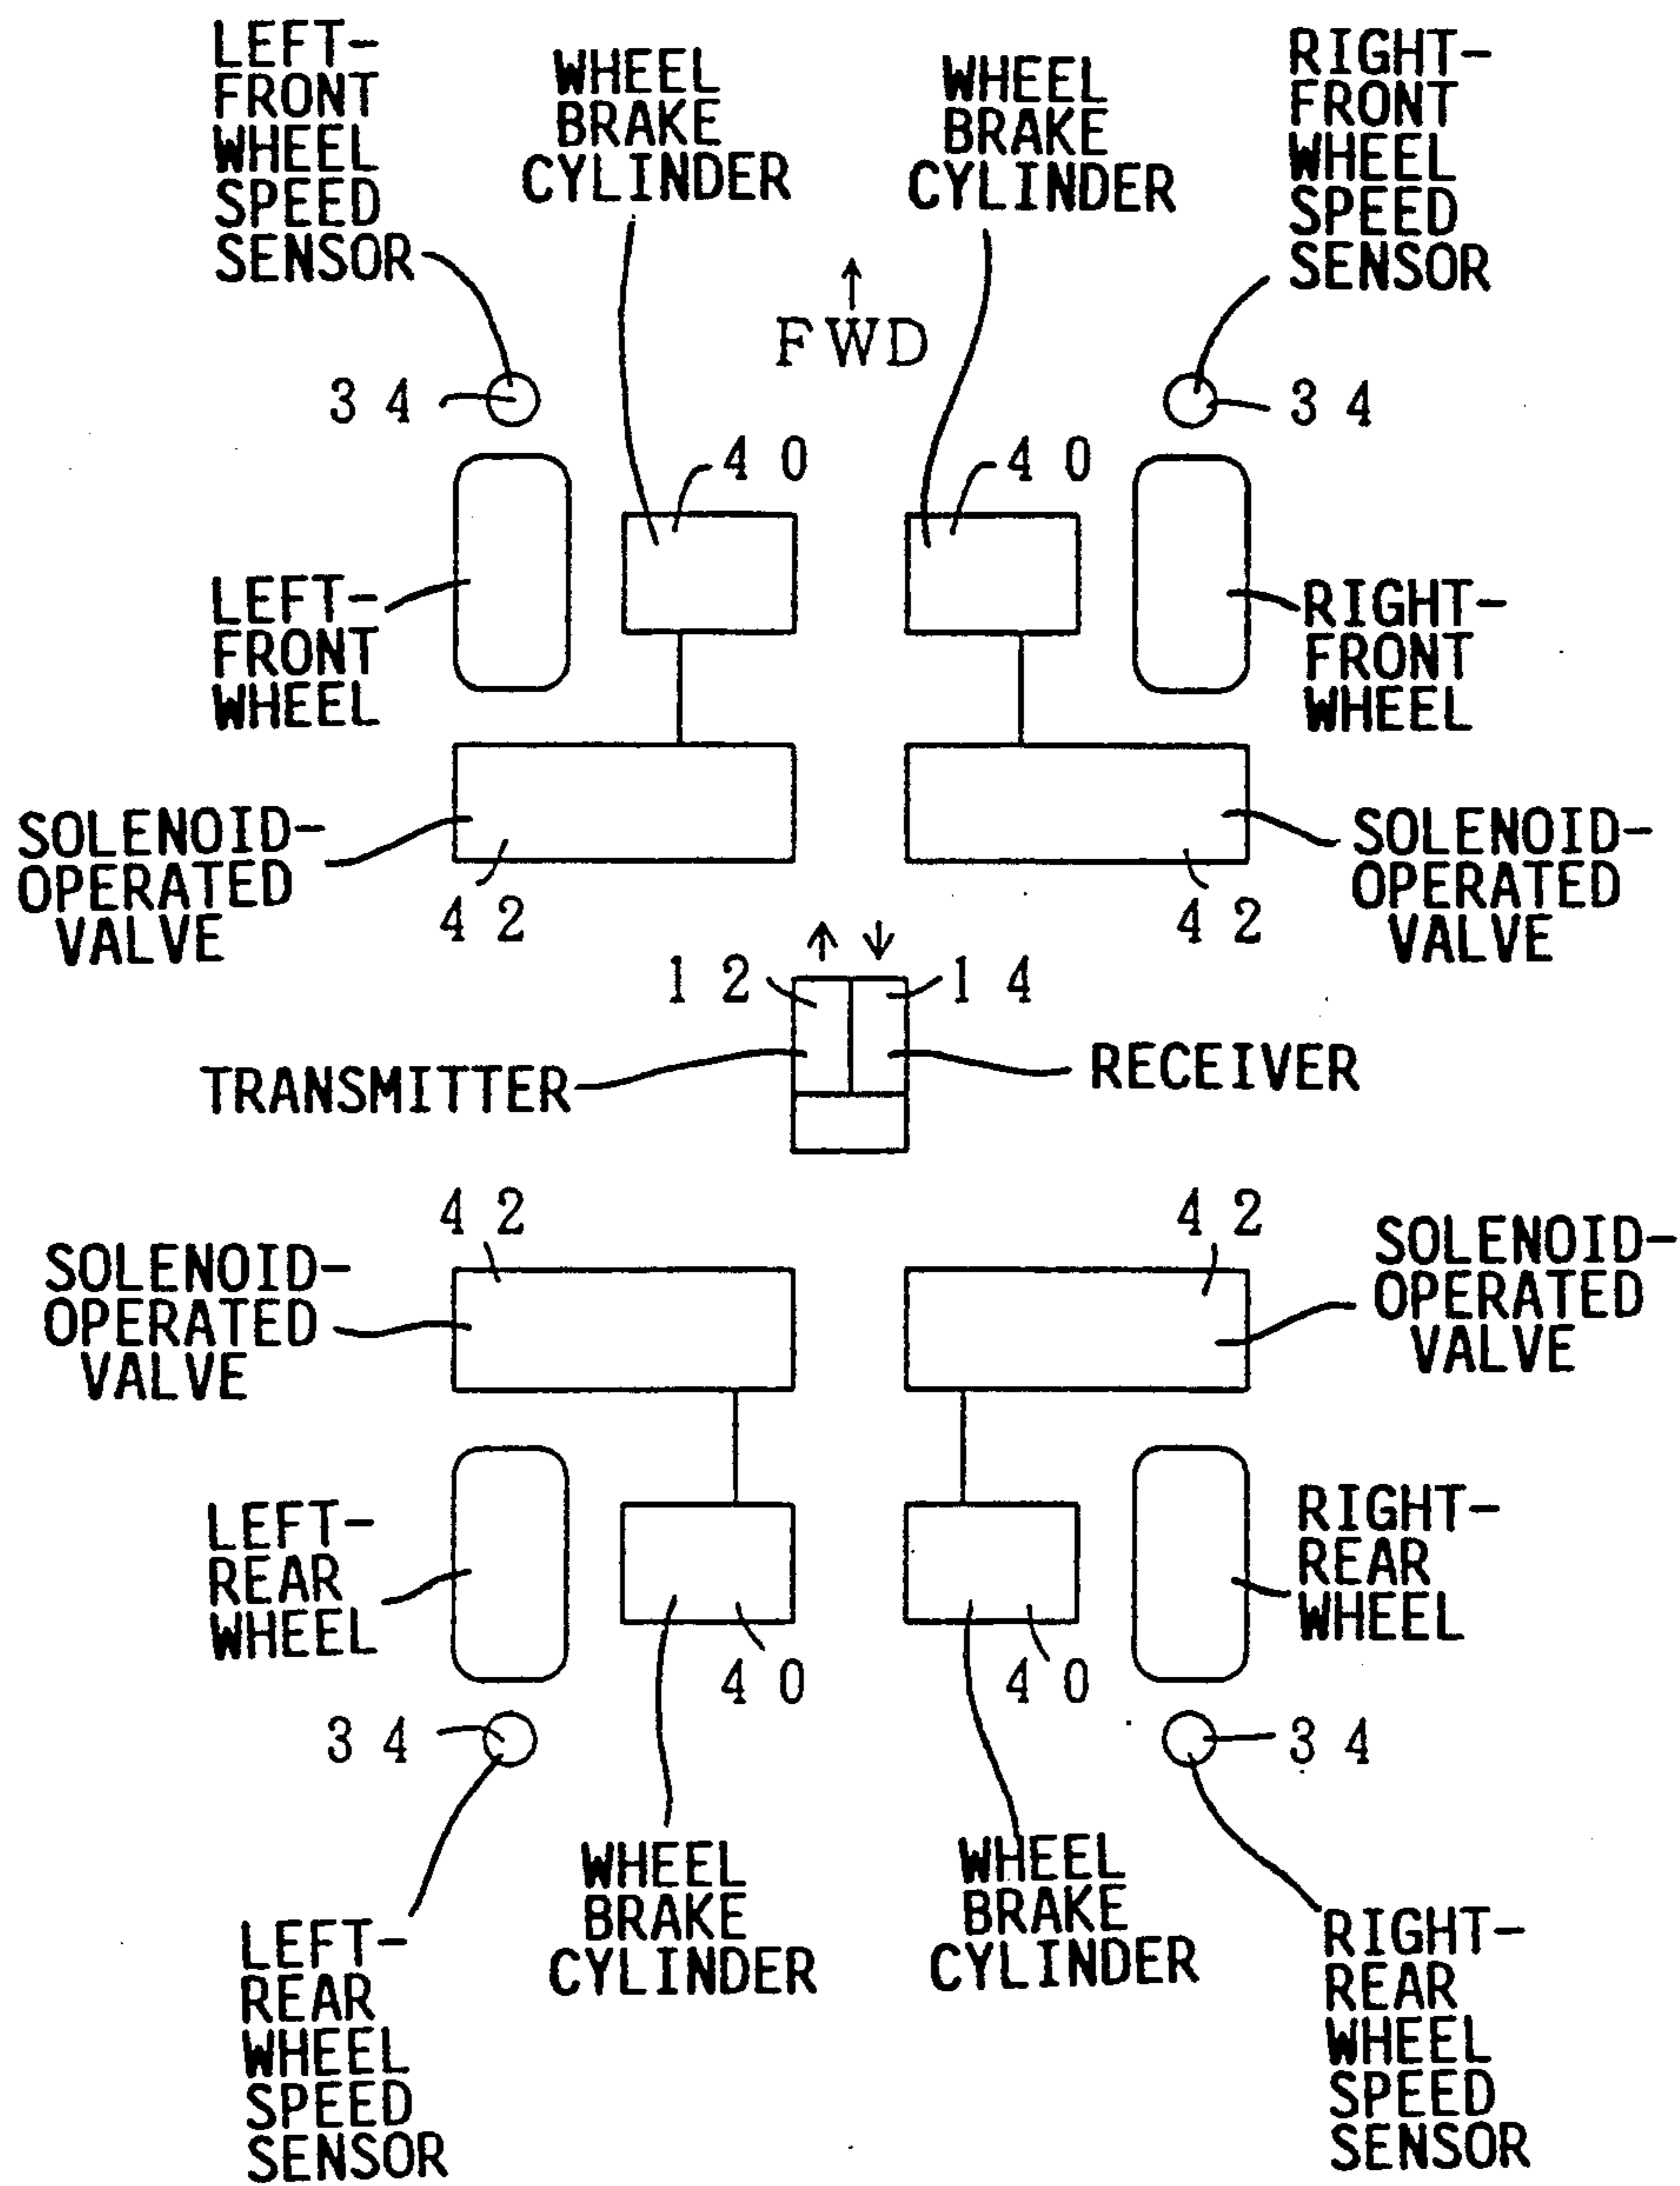 LEFT-
FRONT
WHEEL
SPEED
SENSOR
WHEEL
BRAKE
CYLINDER
WHEEL
BRAKE
CYLINDER
RIGHT-
FRONT
WHEEL
SPEED
SENSOR
FWD
34
34
40
40
LEFT-
FRONT
WHEEL
RIGHT-
FRONT
WHEEL
SOLENOID-
OPERATED
VALVE
42
42
SOLENOID-
OPERATED
VALVE
12
14
TRANSMITTER
RECEIVER
42
42
SOLENOID-
OPERATED
VALVE
SOLENOID-
OPERATED
VALVE
LEFT-
REAR
WHEEL
RIGHT-
REAR
WHEEL
40
40
34
34
LEFT-
REAR
WHEEL
SPEED
SENSOR
WHEEL
BRAKE
CYLINDER
WHEEL
BRAKE
CYLINDER
RIGHT-
REAR
WHEEL
SPEED
SENSOR